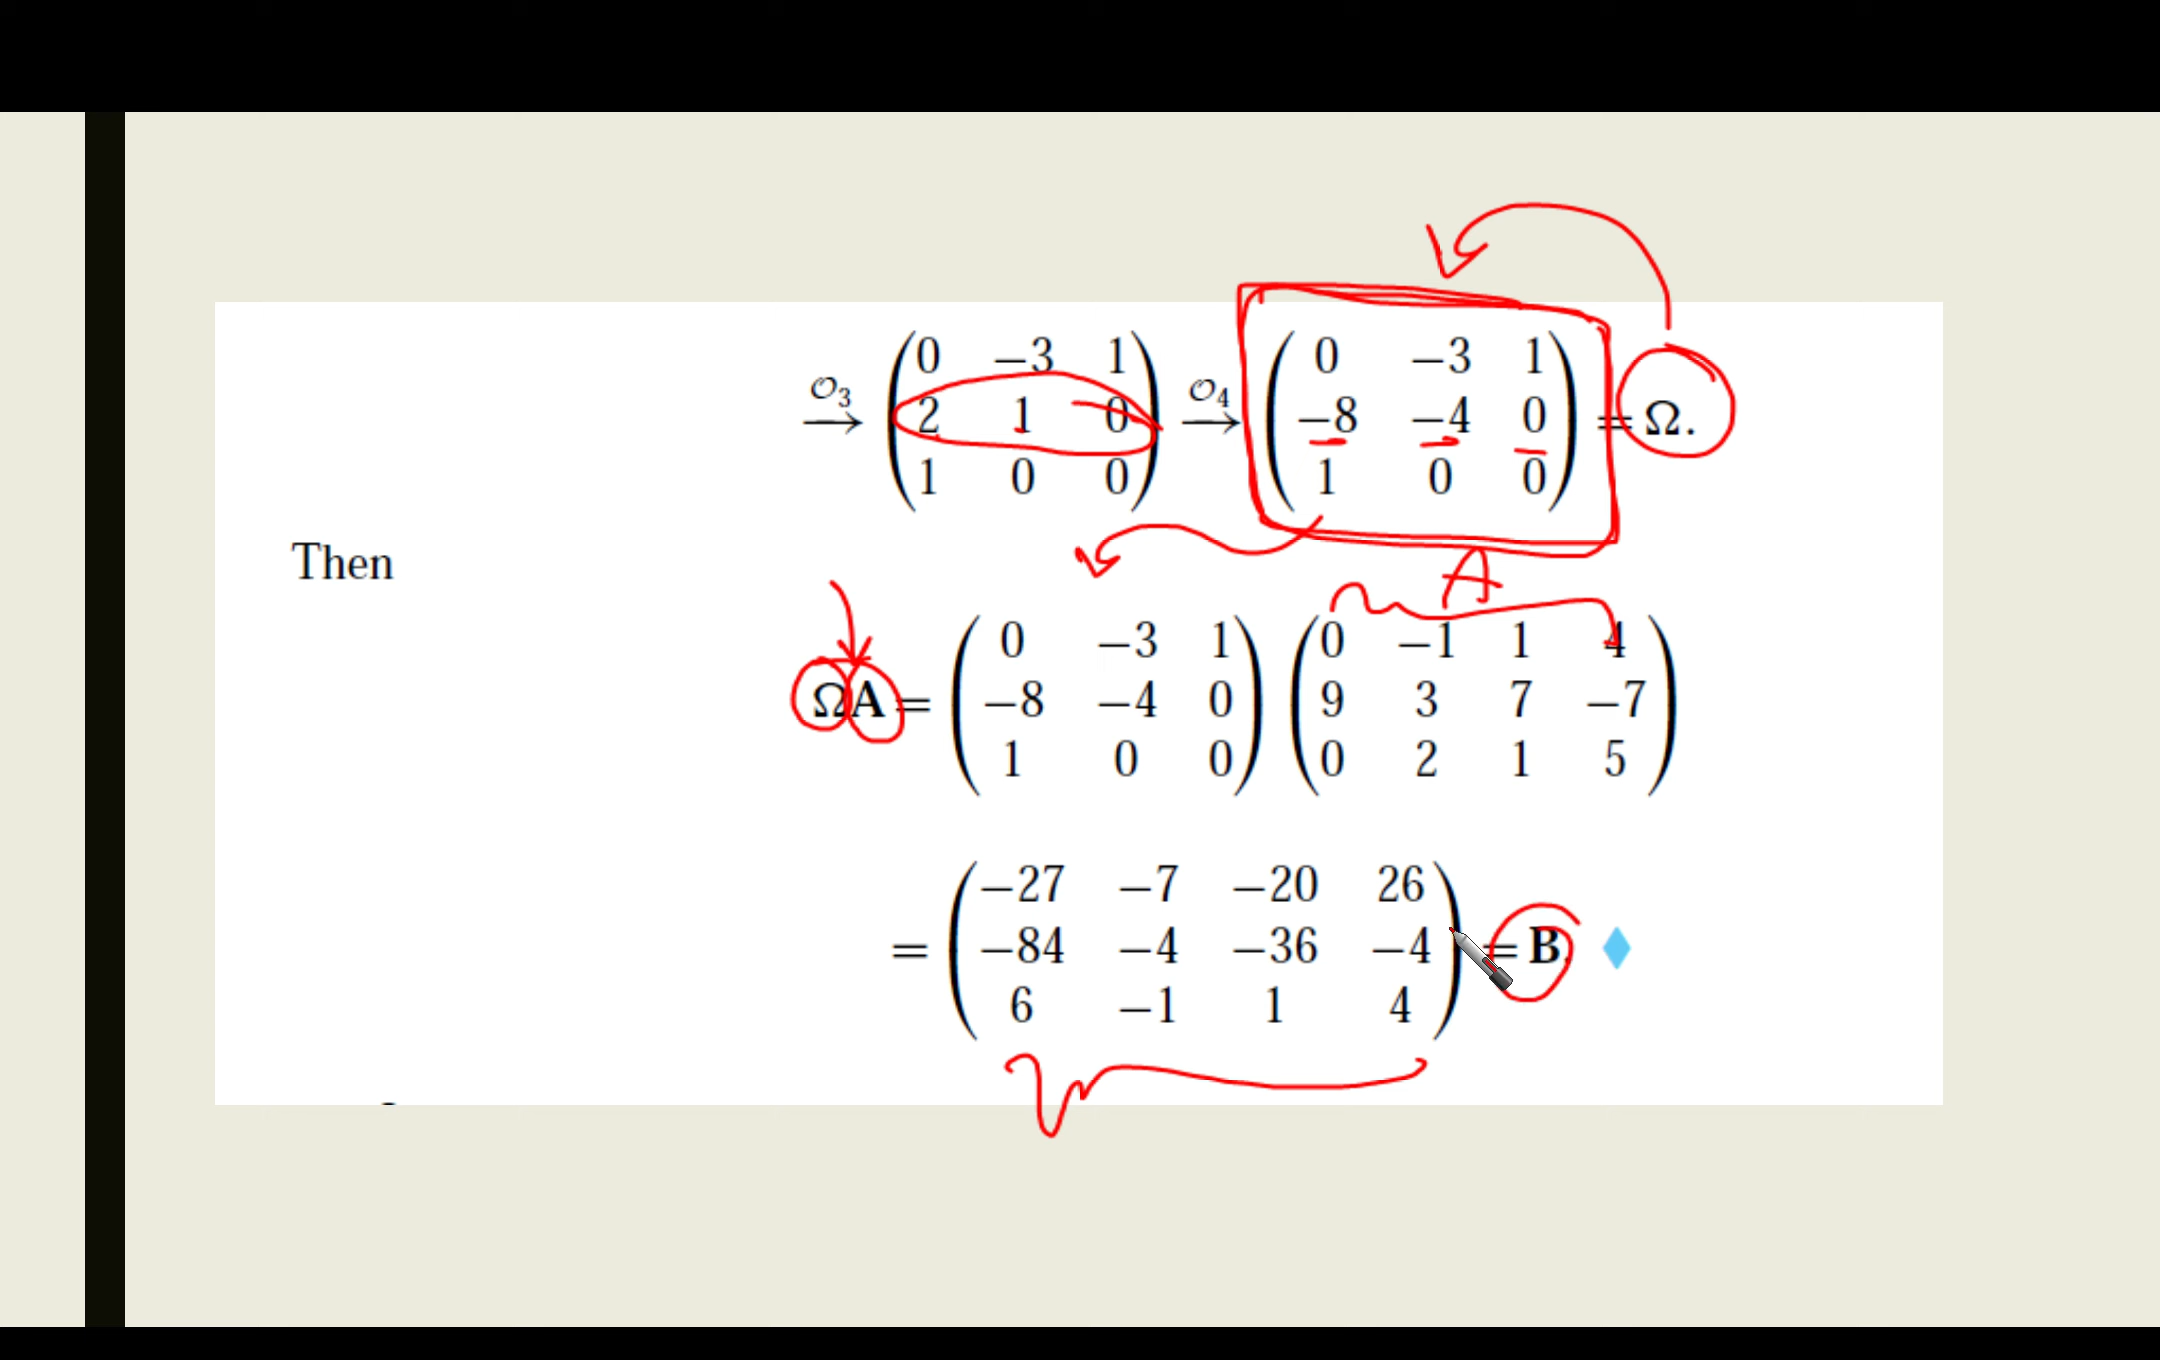 O₃ → (0 −3 1) O₄ → (0 −3 1)
(2 1 0) (−8 −4 0) = Ω.
(1 0 0) (1 0 0)
Then
A
(0 −3 1) (0 −1 1 4)
ΩA = (−8 −4 0) (9 3 7 −7)
(1 0 0) (0 2 1 5)
(−27 −7 −20 26)
= (−84 −4 −36 −4) = B.
(6 −1 1 4)